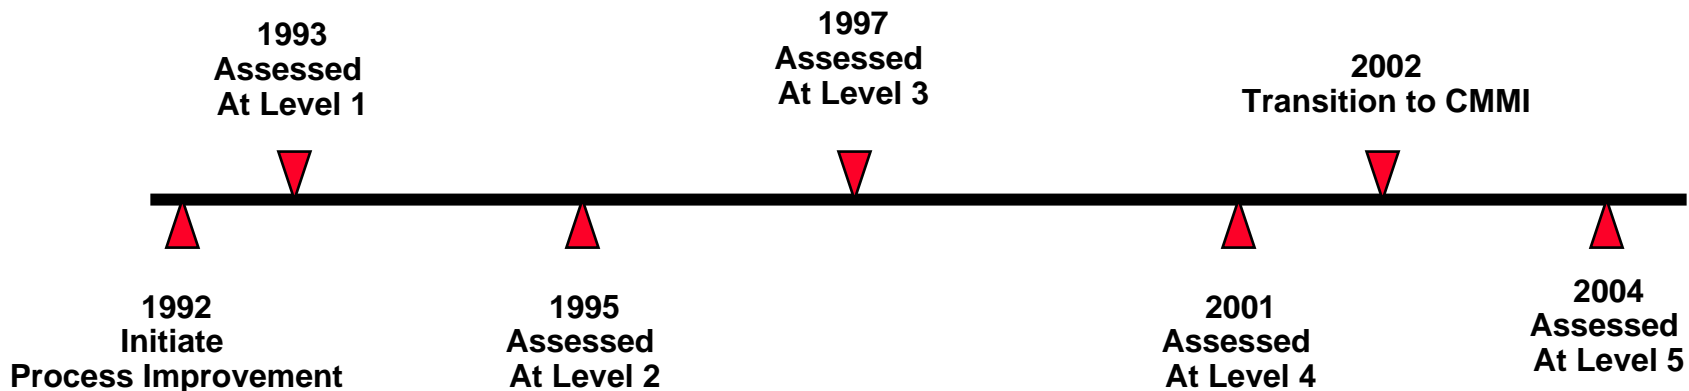 1993
Assessed
At Level 1
1997
Assessed
At Level 3
2002
Transition to CMMI
1992
Initiate
Process Improvement
1995
Assessed
At Level 2
2001
Assessed
At Level 4
2004
Assessed
At Level 5